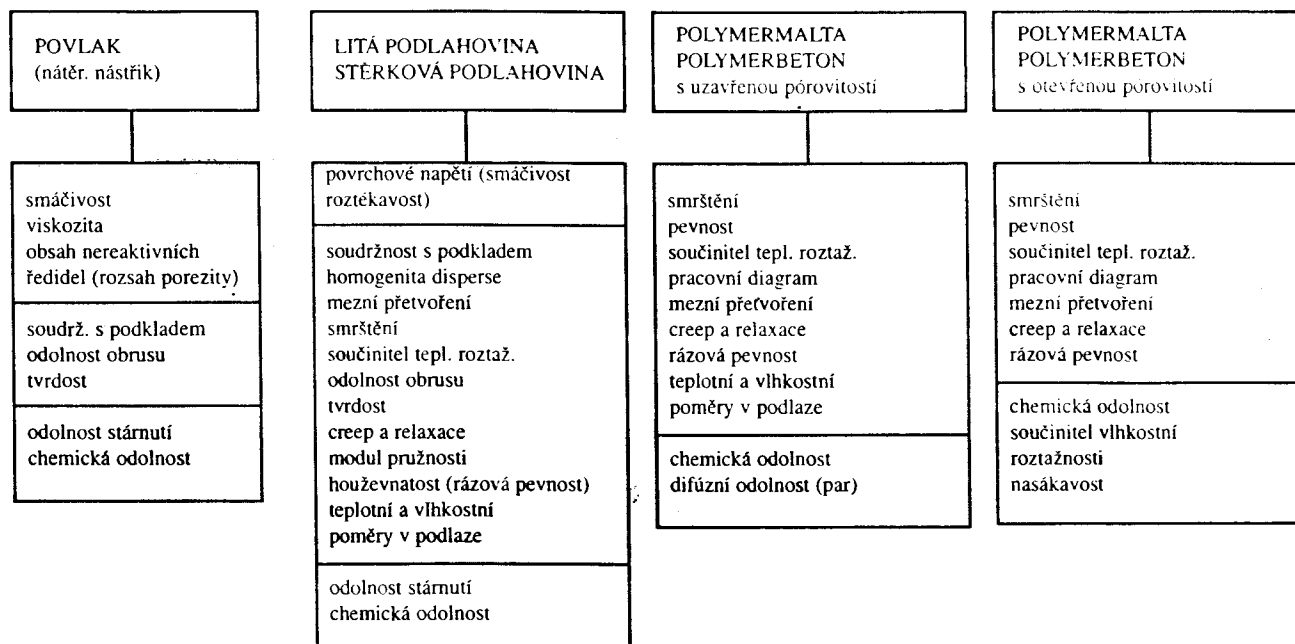 POVLAK
(nátěr. nástřik)
smáčivost
viskozita
obsah nereaktivních
ředidel (rozsah porezity)
soudrž. s podkladem
odolnost obrusu
tvrdost
odolnost stárnutí
chemická odolnost
LITÁ PODLAHOVINA
STĚRKOVÁ PODLAHOVINA
povrchové napětí (smáčivost
roztékavost)
soudržnost s podkladem
homogenita disperse
mezní přetvoření
smrštění
součinitel tepl. roztaž.
odolnost obrusu
tvrdost
creep a relaxace
modul pružnosti
houževnatost (rázová pevnost)
teplotní a vlhkostní
poměry v podlaze
odolnost stárnutí
chemická odolnost
POLYMERMALTA
POLYMERBETON
s uzavřenou pórovitostí
smrštění
pevnost
součinitel tepl. roztaž.
pracovní diagram
mezní přetvoření
creep a relaxace
rázová pevnost
teplotní a vlhkostní
poměry v podlaze
chemická odolnost
difúzní odolnost (par)
POLYMERMALTA
POLYMERBETON
s otevřenou pórovitostí
smrštění
pevnost
součinitel tepl. roztaž.
pracovní diagram
mezní přetvoření
creep a relaxace
rázová pevnost
chemická odolnost
součinitel vlhkostní
roztažnosti
nasákavost